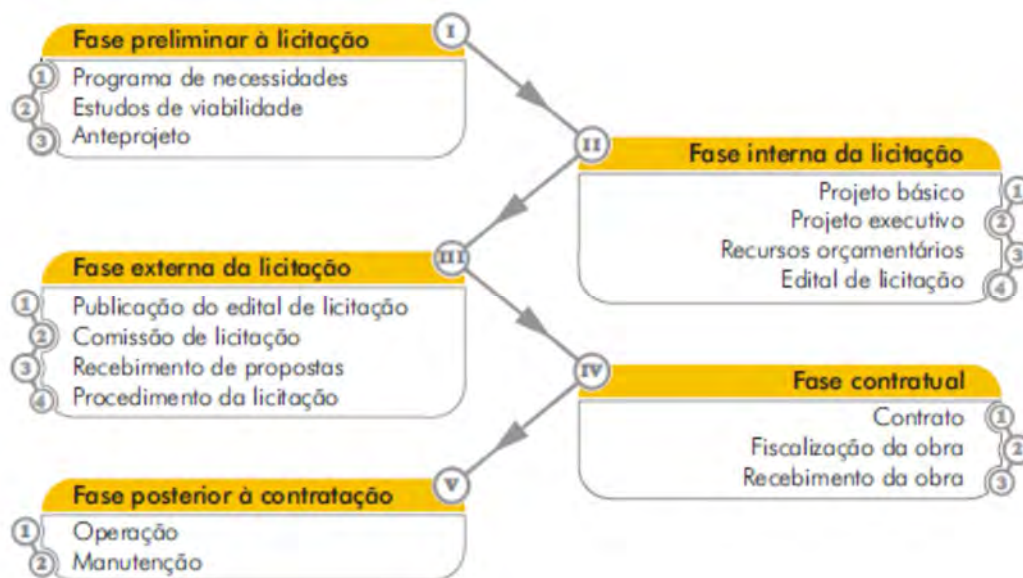 I
Fase preliminar à licitação
1 Programa de necessidades
2 Estudos de viabilidade
3 Anteprojeto
II
Fase interna da licitação
Projeto básico 1
Projeto executivo 2
Recursos orçamentários 3
Edital de licitação 4
III
Fase externa da licitação
1 Publicação do edital de licitação
2 Comissão de licitação
3 Recebimento de propostas
4 Procedimento da licitação
IV
Fase contratual
Contrato 1
Fiscalização da obra 2
Recebimento da obra 3
V
Fase posterior à contratação
1 Operação
2 Manutenção